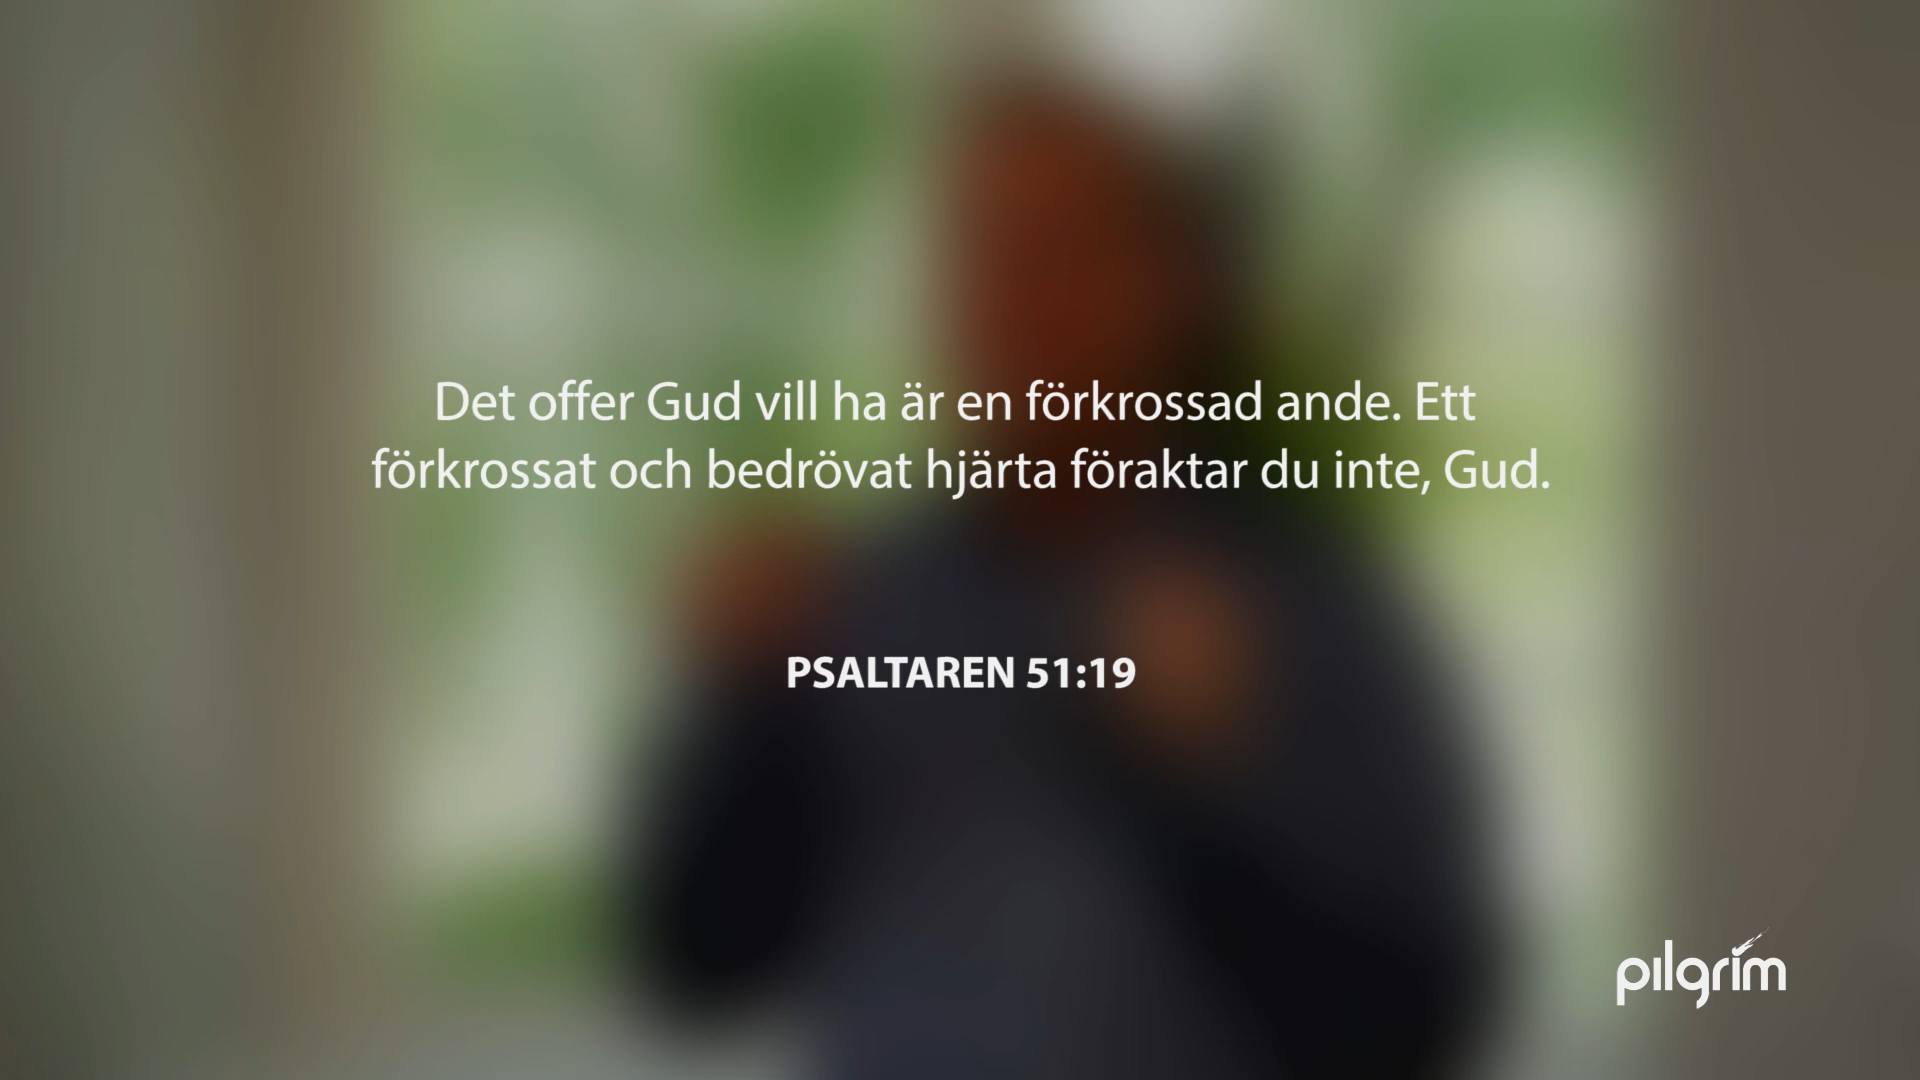 Det offer Gud vill ha är en förkrossad ande. Ett
förkrossat och bedrövat hjärta föraktar du inte, Gud.
PSALTAREN 51:19
pilgrim